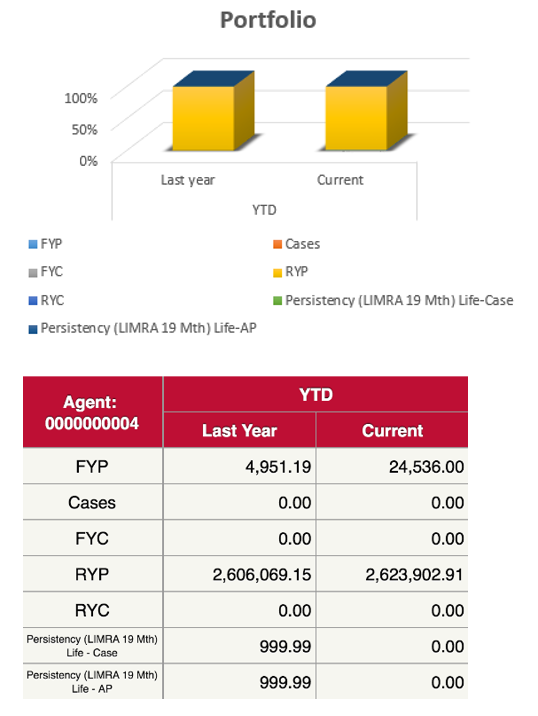 Portfolio
100%
50%
0%
Last year Current
YTD
FYP Cases
FYC RYP
RYC Persistency (LIMRA 19 Mth) Life-Case
Persistency (LIMRA 19 Mth) Life-AP
Agent:
0000000004
YTD
Last Year Current
FYP 4,951.19 24,536.00
Cases 0.00 0.00
FYC 0.00 0.00
RYP 2,606,069.15 2,623,902.91
RYC 0.00 0.00
Persistency (LIMRA 19 Mth)
Life - Case 999.99 0.00
Persistency (LIMRA 19 Mth)
Life - AP 999.99 0.00